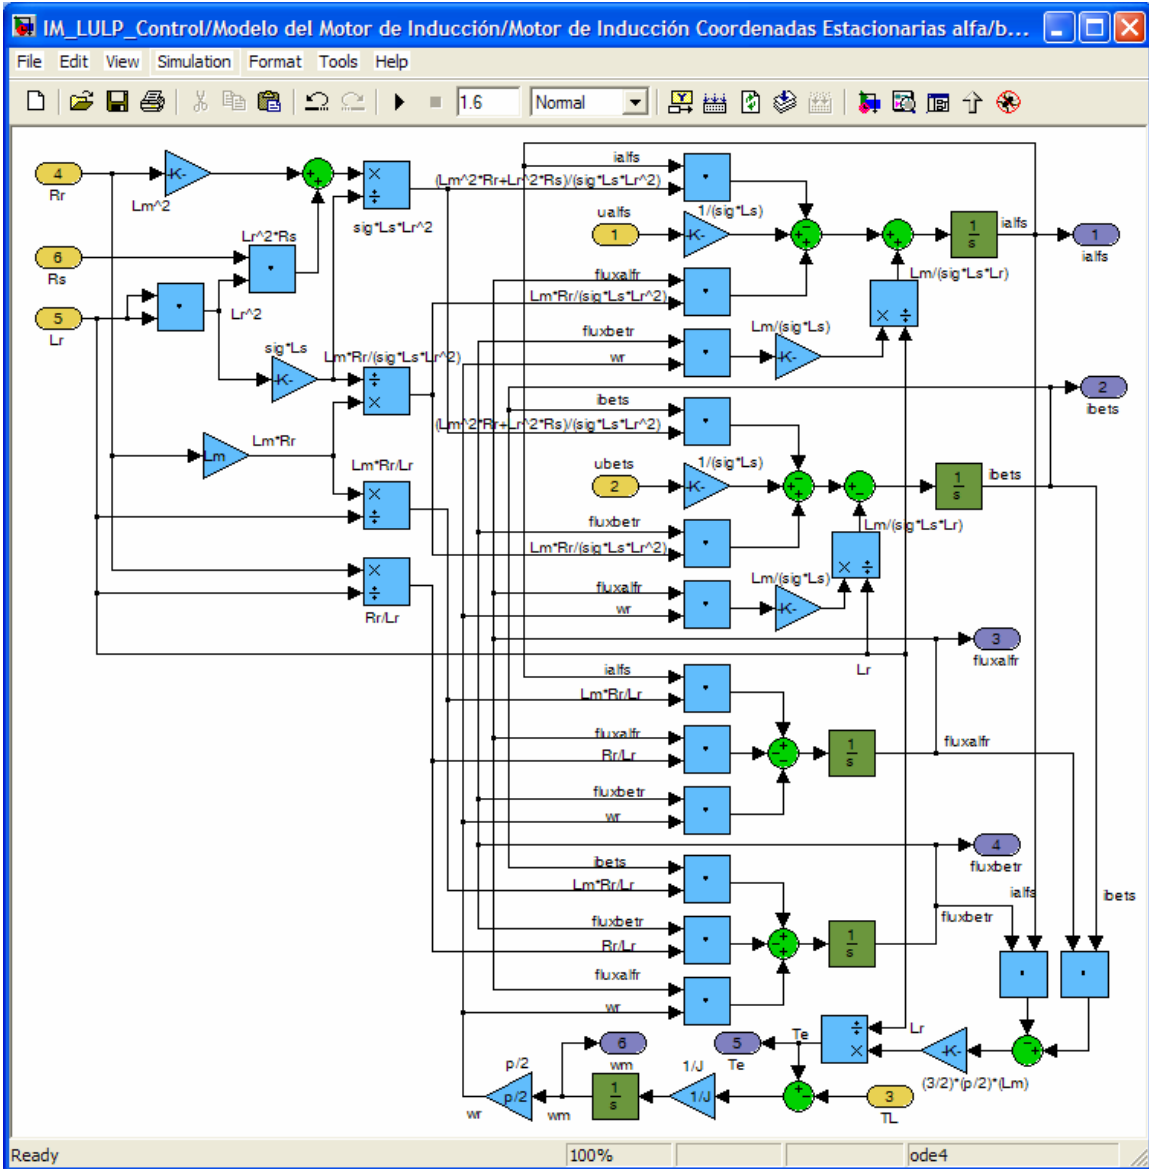 IM_LULP_Control/Modelo del Motor de Inducción/Motor de Inducción Coordenadas Estacionarias alfa/b...
File Edit View Simulation Format Tools Help
1.6 Normal
4
Rr
-K-
Lm^2
sig*Ls*Lr^2
6
Rs
Lr^2*Rs
5
Lr
Lr^2
sig*Ls
-K-
Lm*Rr/(sig*Ls*Lr^2)
Lm
Lm*Rr
Lm*Rr/Lr
Rr/Lr
ialfs
(Lm^2*Rr+Lr^2*Rs)/(sig*Ls*Lr^2)
ualfs
1
1/(sig*Ls)
-K-
fluxalfr
Lm*Rr/(sig*Ls*Lr^2)
fluxbetr
wr
Lm/(sig*Ls)
-K-
Lm/(sig*Ls*Lr)
1
s
ialfs
1
ialfs
2
ibets
ibets
(Lm^2*Rr+Lr^2*Rs)/(sig*Ls*Lr^2)
ubets
2
1/(sig*Ls)
-K-
fluxbetr
Lm*Rr/(sig*Ls*Lr^2)
fluxalfr
wr
Lm/(sig*Ls)
-K-
Lm/(sig*Ls*Lr)
1
s
ibets
3
fluxalfr
Lr
ialfs
Lm*Rr/Lr
fluxalfr
Rr/Lr
fluxbetr
wr
1
s
fluxalfr
4
fluxbetr
ibets
Lm*Rr/Lr
fluxbetr
Rr/Lr
fluxalfr
wr
1
s
fluxbetr
ialfs
ibets
Lr
-K-
(3/2)*(p/2)*(Lm)
Te
5
Te
6
wm
3
TL
1/J
1/J
1
s
wm
p/2
p/2
wr
Ready 100% ode4